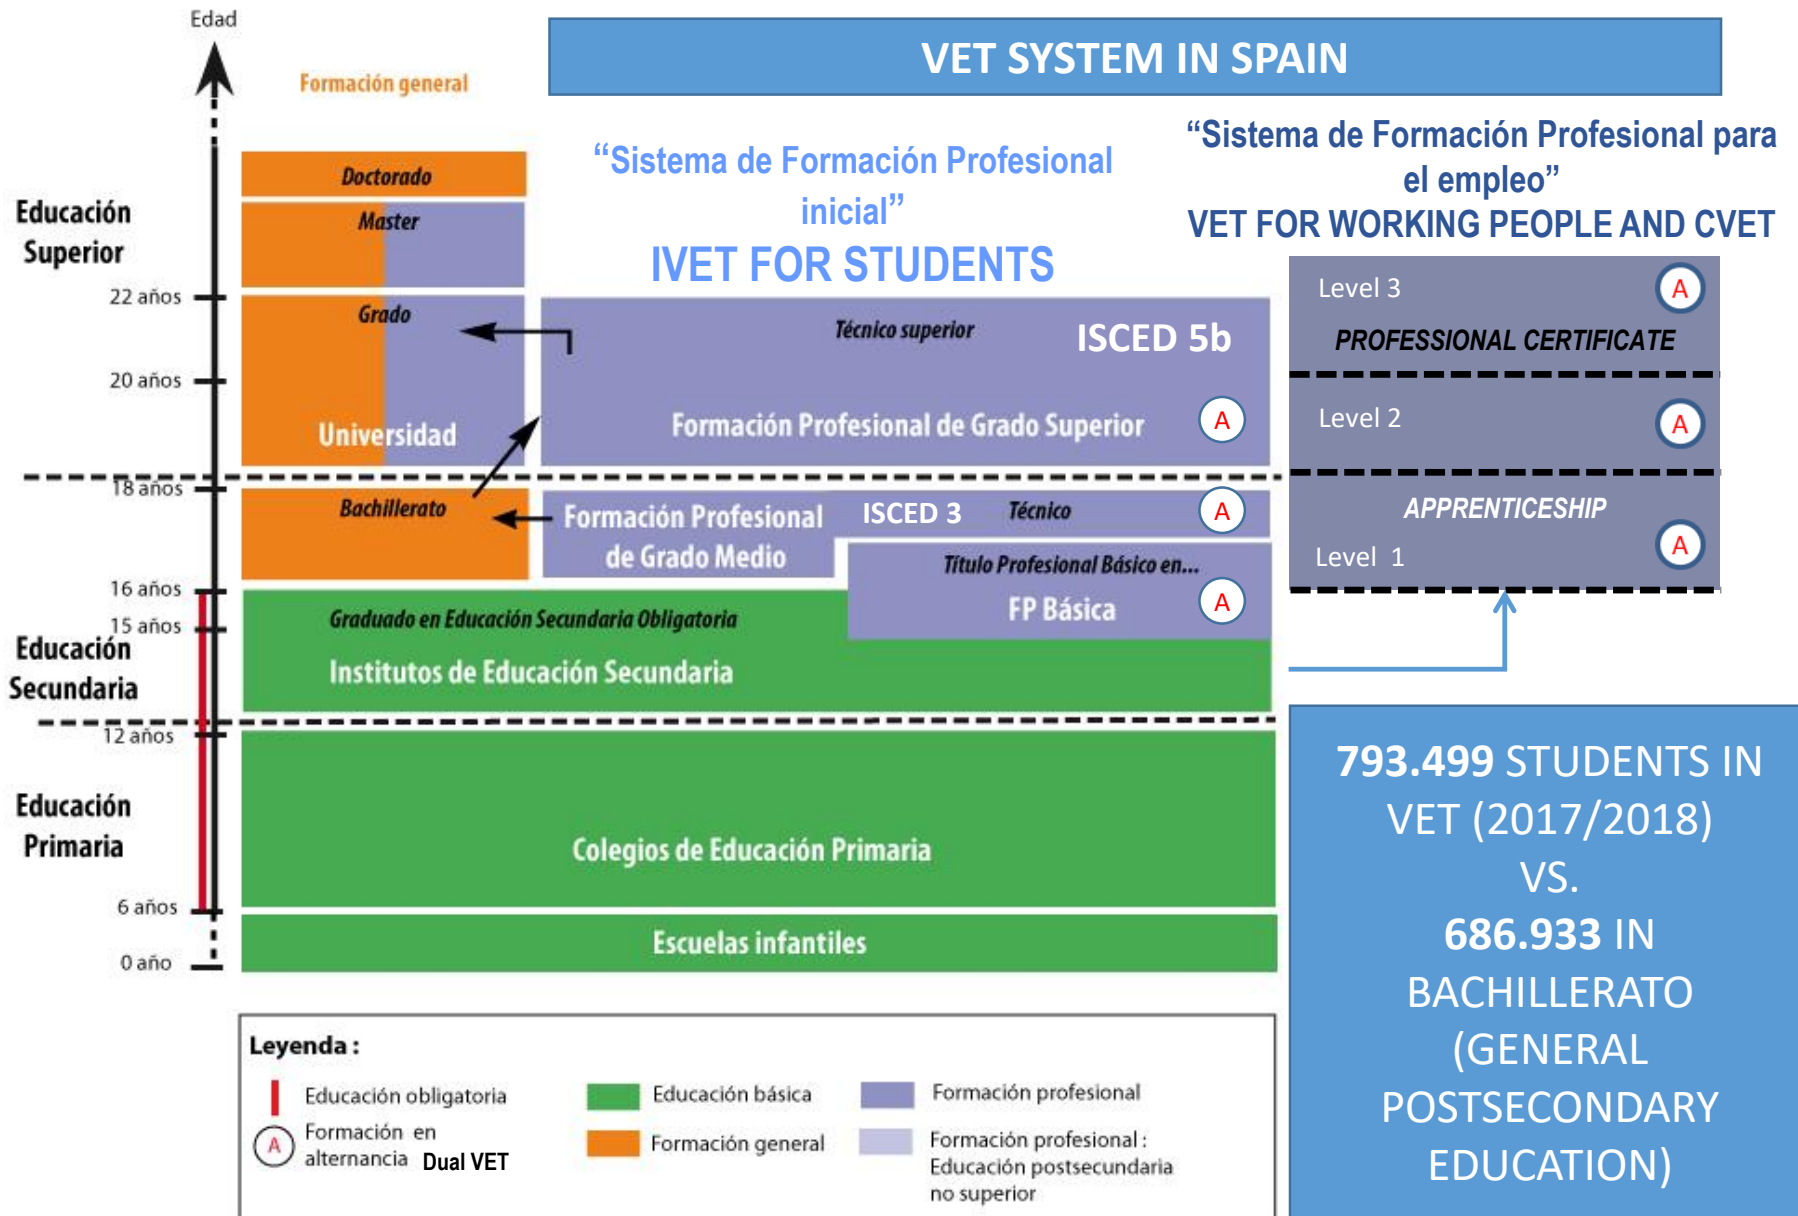 Edad
VET SYSTEM IN SPAIN
Formación general
“Sistema de Formación Profesional
inicial”
IVET FOR STUDENTS
“Sistema de Formación Profesional para
el empleo”
VET FOR WORKING PEOPLE AND CVET
Educación
Superior
Doctorado
Master
22 años
Grado
20 años
Universidad
Técnico superior
ISCED 5b
Formación Profesional de Grado Superior
A
Level 3
A
PROFESSIONAL CERTIFICATE
Level 2
A
APPRENTICESHIP
Level 1
A
18 años
Bachillerato
Formación Profesional
de Grado Medio
ISCED 3
Técnico
A
Título Profesional Básico en...
FP Básica
A
16 años
15 años
Graduado en Educación Secundaria Obligatoria
Institutos de Educación Secundaria
Educación
Secundaria
12 años
Educación
Primaria
Colegios de Educación Primaria
6 años
Escuelas infantiles
0 año
793.499 STUDENTS IN
VET (2017/2018)
VS.
686.933 IN
BACHILLERATO
(GENERAL
POSTSECONDARY
EDUCATION)
Leyenda :
Educación obligatoria
A
Formación en
alternancia Dual VET
Educación básica
Formación general
Formación profesional
Formación profesional :
Educación postsecundaria
no superior